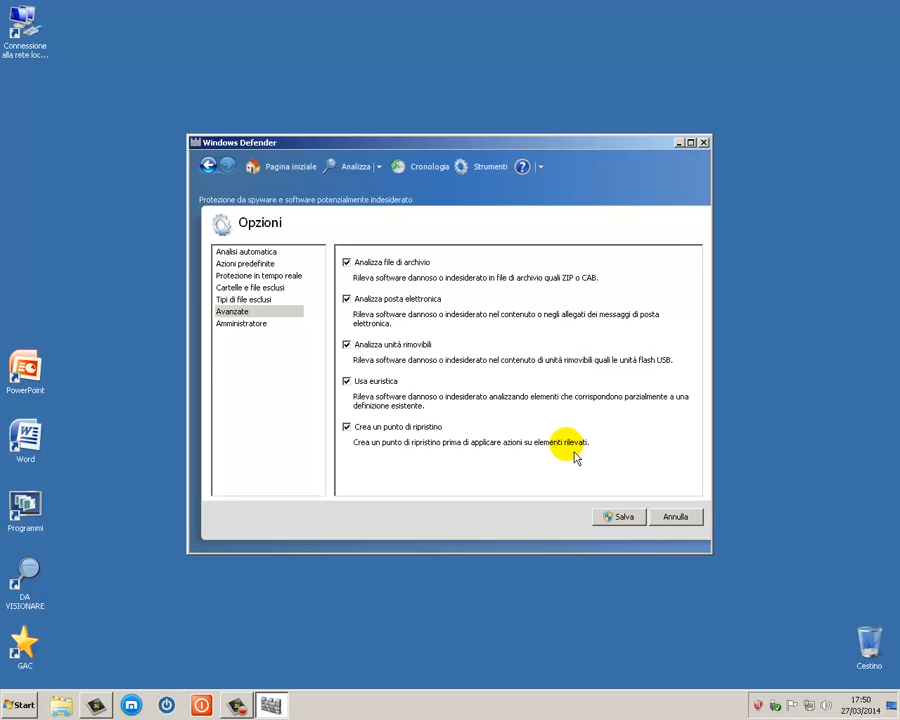 Connessione
alla rete loc...
Windows Defender
Pagina iniziale
Analizza
Cronologia
Strumenti
?
Protezione da spyware e software potenzialmente indesiderato
Opzioni
Analisi automatica
Azioni predefinite
Protezione in tempo reale
Cartelle e file esclusi
Tipi di file esclusi
Avanzate
Amministratore
Analizza file di archivio
Rileva software dannoso o indesiderato in file di archivio quali ZIP o CAB.
Analizza posta elettronica
Rileva software dannoso o indesiderato nel contenuto o negli allegati dei messaggi di posta
elettronica.
Analizza unità rimovibili
Rileva software dannoso o indesiderato nel contenuto di unità rimovibili quali le unità flash USB.
Usa euristica
Rileva software dannoso o indesiderato analizzando elementi che corrispondono parzialmente a una
definizione esistente.
Crea un punto di ripristino
Crea un punto di ripristino prima di applicare azioni su elementi rilevati.
Salva
Annulla
PowerPoint
Word
Programmi
DA
VISIONARE
GAC
Cestino
Start
17:50
27/03/2014